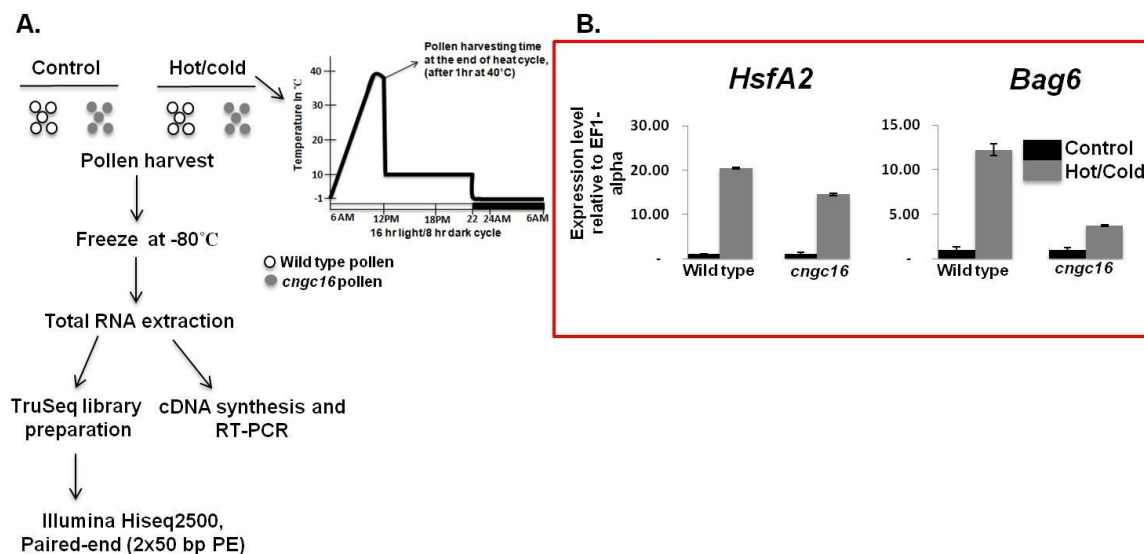 A.
Control
Hot/cold
Pollen harvest
Freeze at -80°C
Total RNA extraction
TruSeq library
preparation
cDNA synthesis and
RT-PCR
Illumina Hiseq2500,
Paired-end (2x50 bp PE)
Pollen harvesting time
at the end of heat cycle,
(after 1hr at 40°C)
Temperature In °C
40
30
20
10
-1
6AM 12PM 18PM 22 24AM 6AM
16 hr light/8 hr dark cycle
Wild type pollen
cngc16 pollen
B.
HsfA2
Expression level
relative to EF1-
alpha
30.00
20.00
10.00
-
Wild type
cngc16
Bag6
15.00
10.00
5.00
-
Wild type
cngc16
Control
Hot/Cold